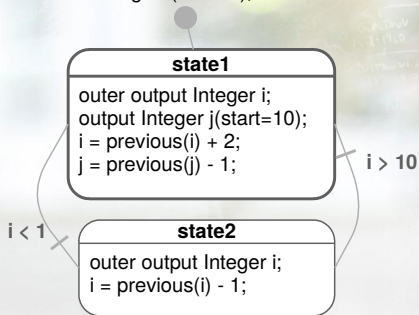 state1
outer output Integer i;
output Integer j(start=10);
i = previous(i) + 2;
j = previous(j) - 1;
i > 10
i < 1
state2
outer output Integer i;
i = previous(i) - 1;